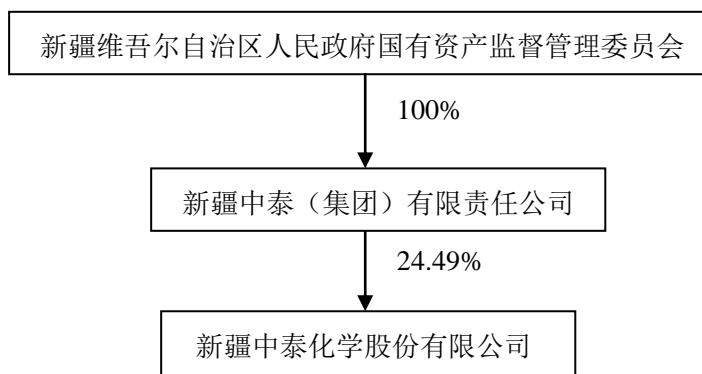 新疆维吾尔自治区人民政府国有资产监督管理委员会
100%
新疆中泰（集团）有限责任公司
24.49%
新疆中泰化学股份有限公司